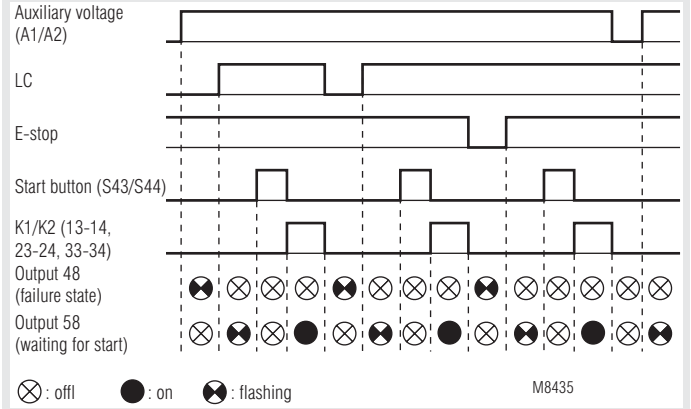 Auxiliary voltage
(A1/A2)
LC
E-stop
Start button (S43/S44)
K1/K2 (13-14,
23-24, 33-34)
Output 48
(failure state)
Output 58
(waiting for start)
: offl : on : flashing
M8435